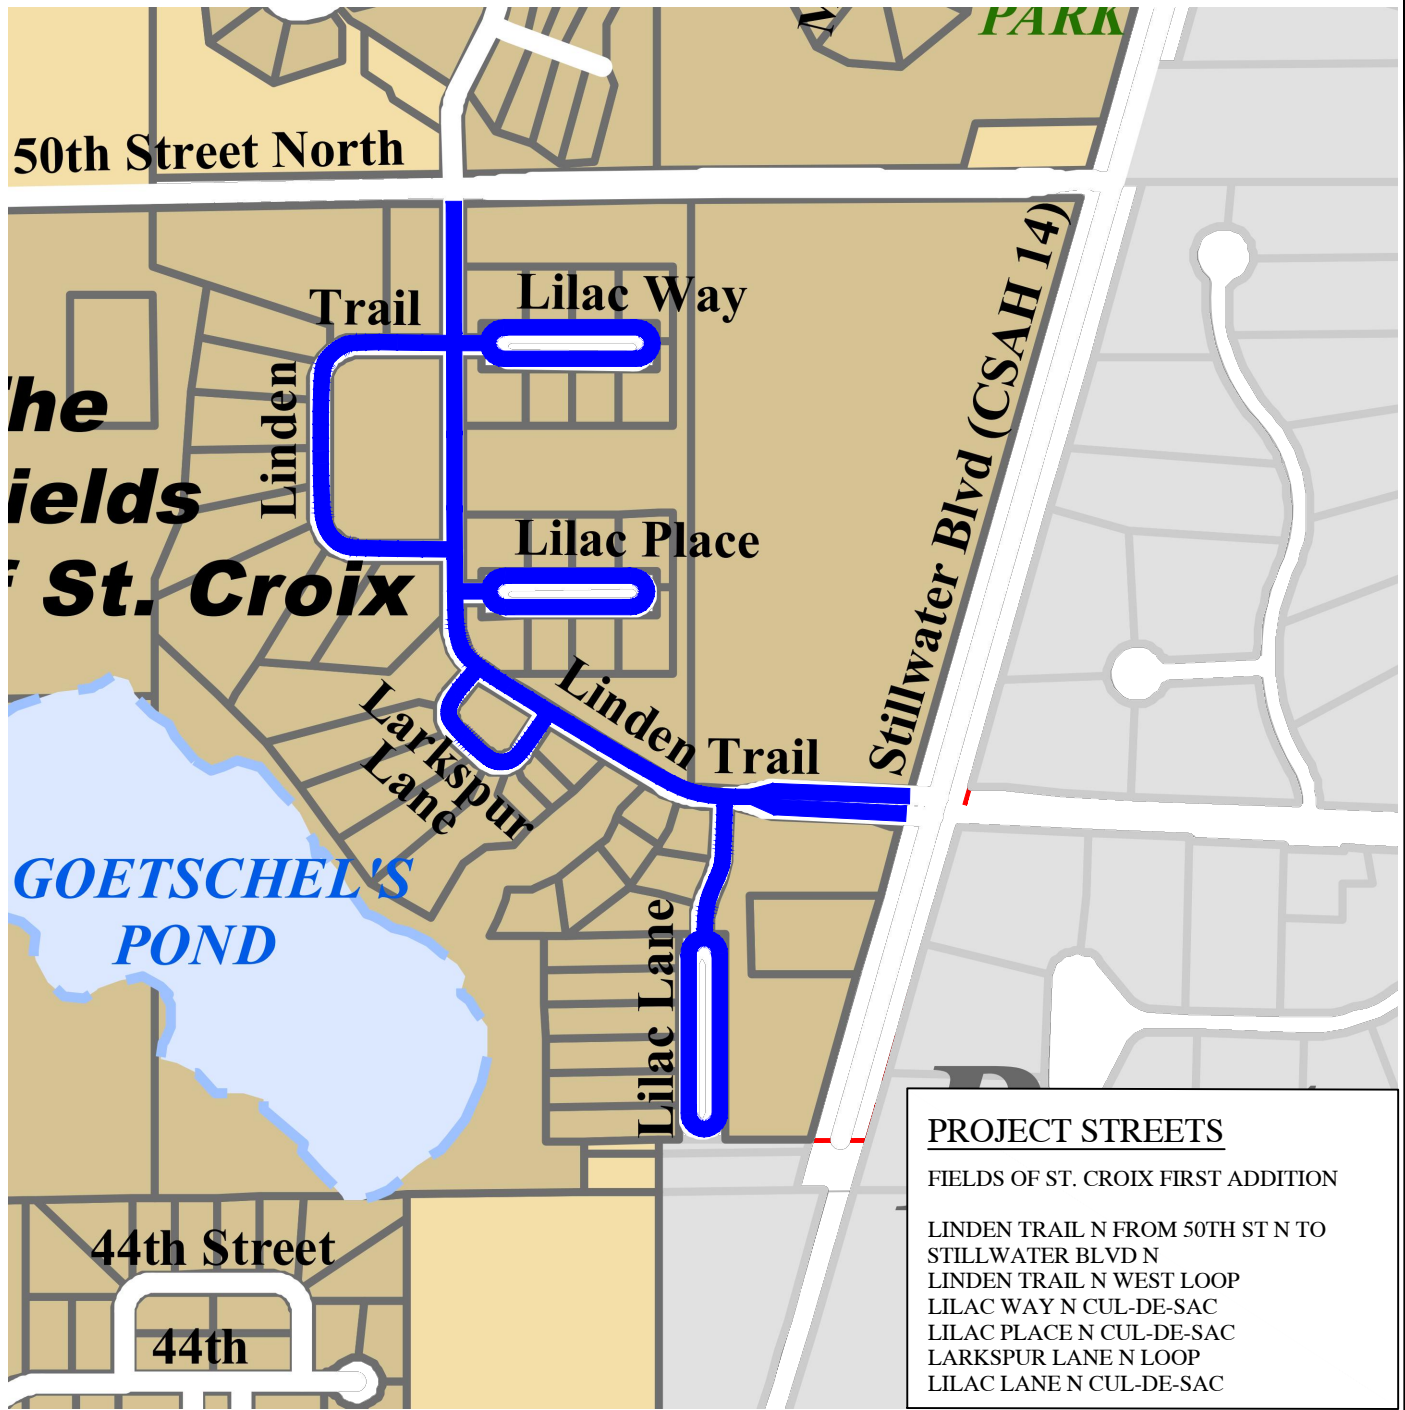 PARK
50th Street North
Lilac Way
Trail
Linden
Stillwater Blvd (CSAH 14)
he
ields
St. Croix
Lilac Place
Linden Trail
Larkspur
Lane
GOETSCHEL'S
POND
Lilac Lane
44th Street
44th
PROJECT STREETS
FIELDS OF ST. CROIX FIRST ADDITION
LINDEN TRAIL N FROM 50TH ST N TO
STILLWATER BLVD N
LINDEN TRAIL N WEST LOOP
LILAC WAY N CUL-DE-SAC
LILAC PLACE N CUL-DE-SAC
LARKSPUR LANE N LOOP
LILAC LANE N CUL-DE-SAC